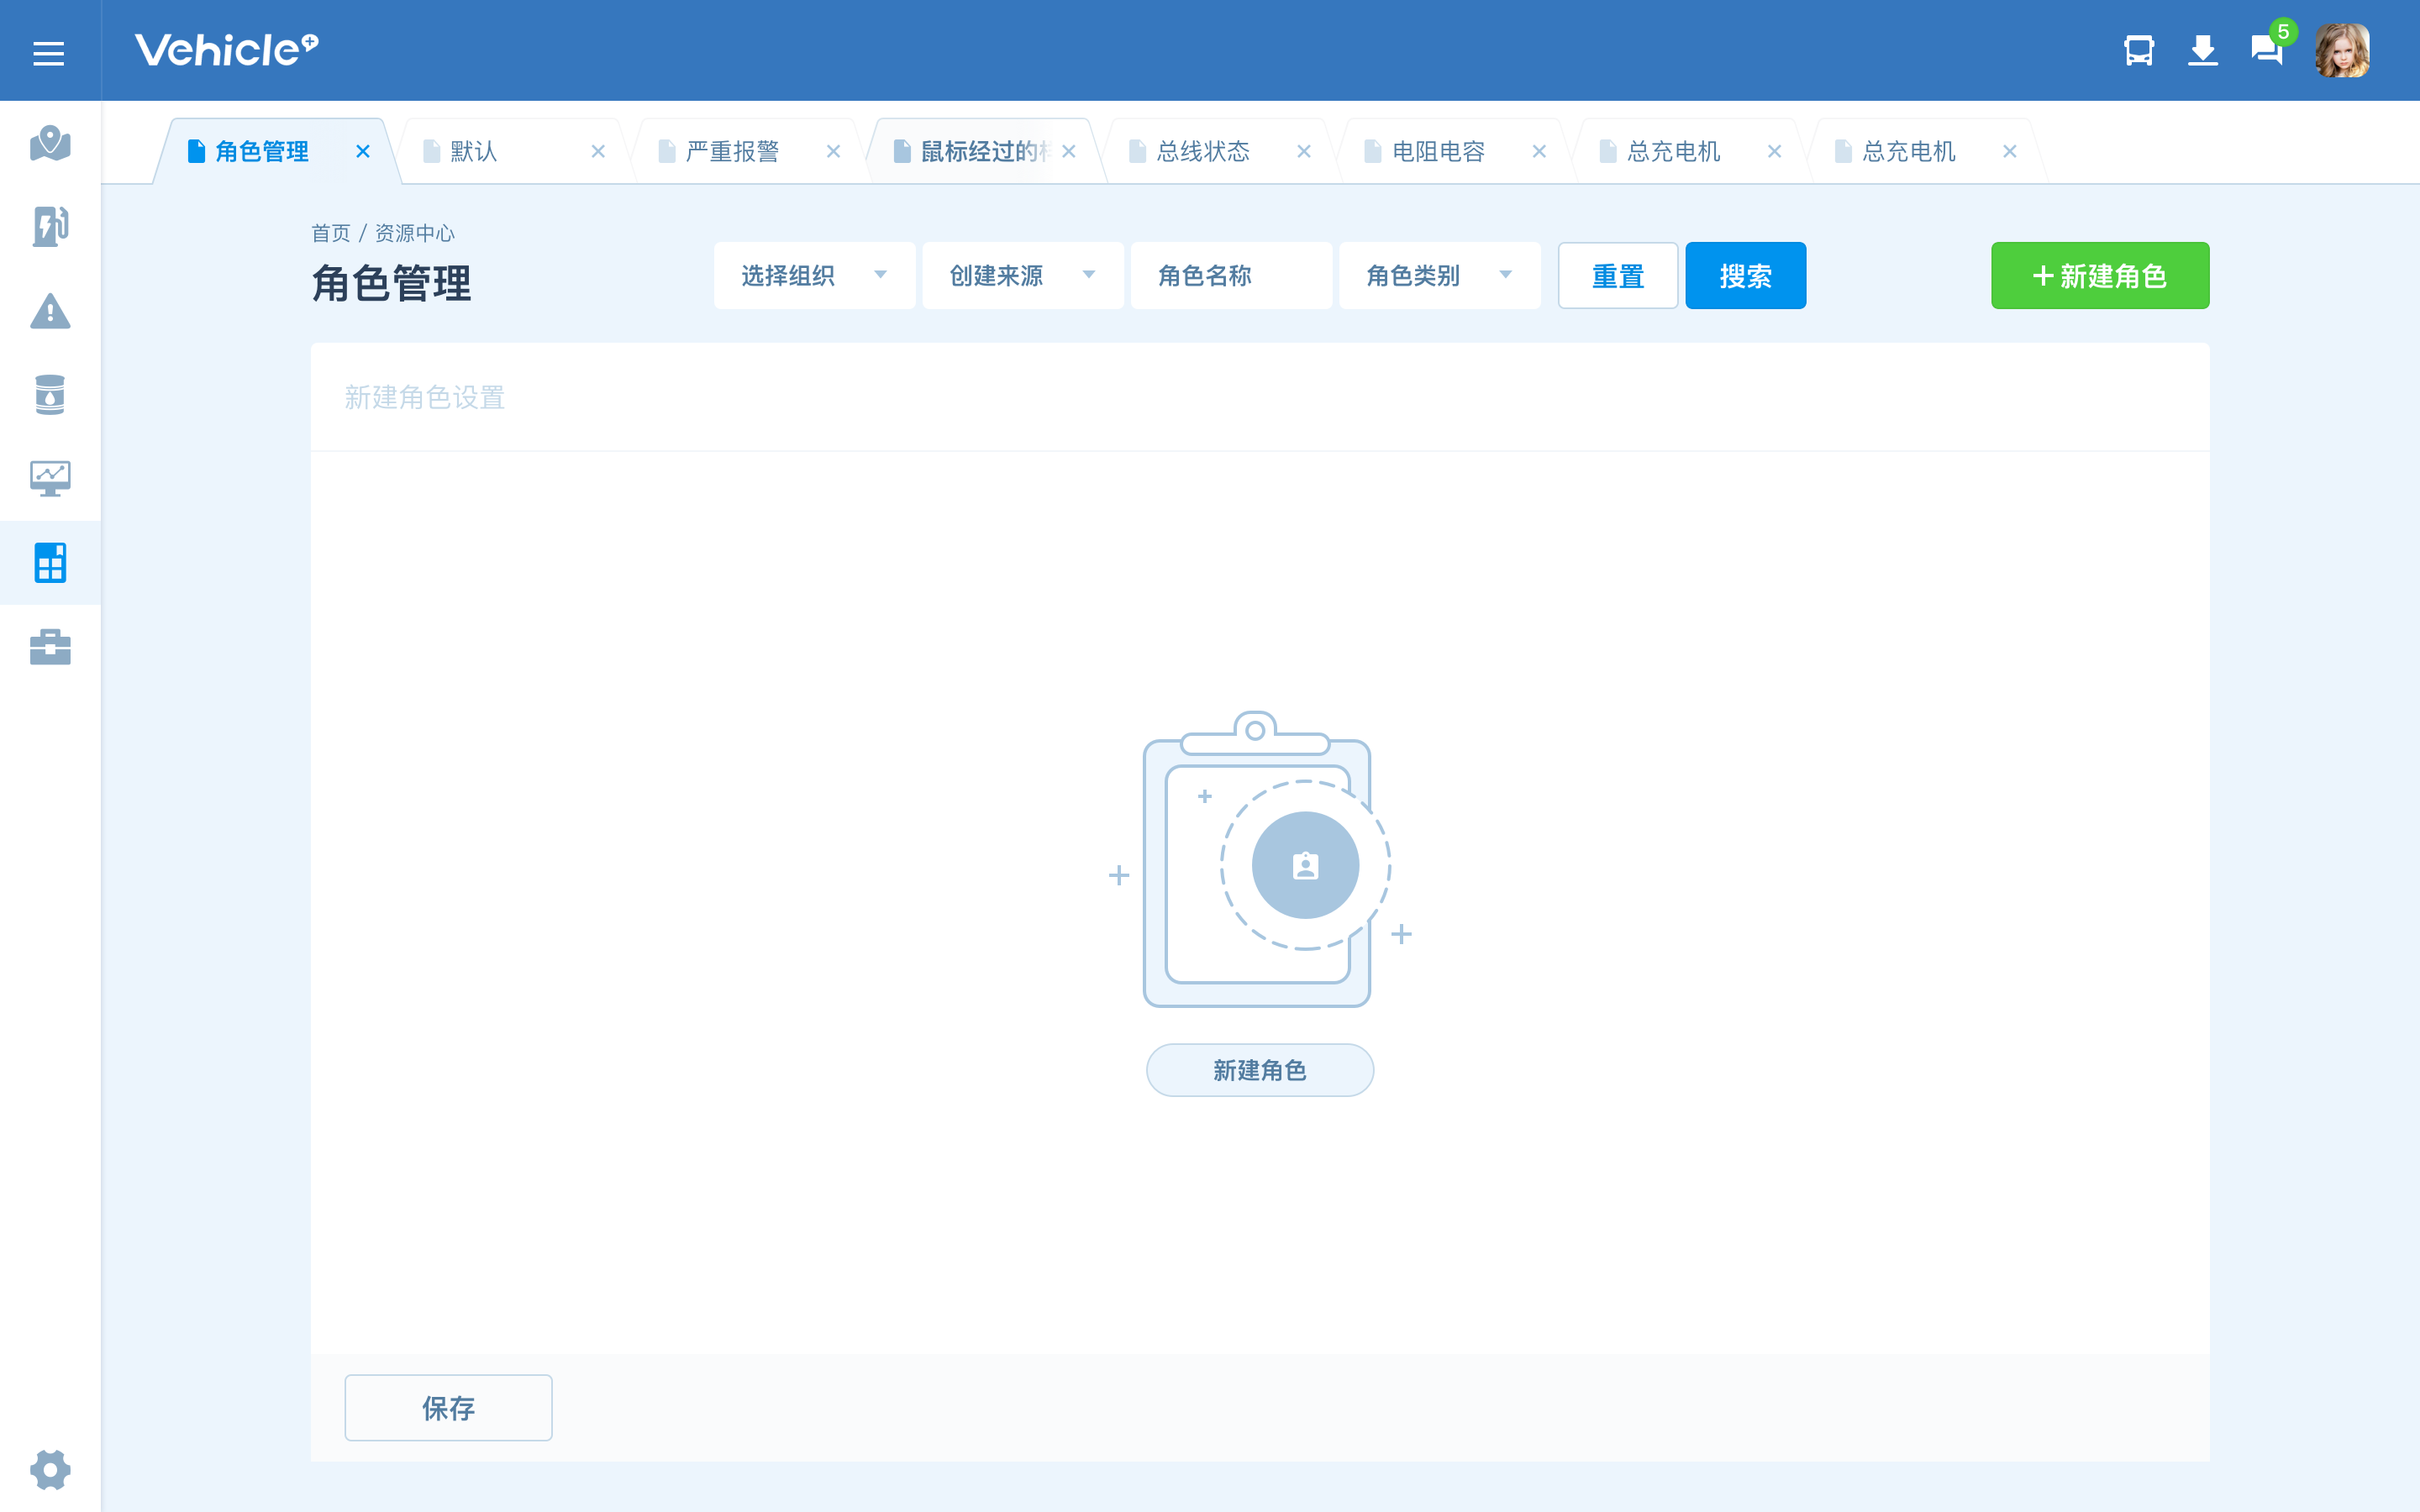 Vehicle+
5
角色管理
默认
严重报警
鼠标经过的
总线状态
电阻电容
总充电机
总充电机
首页 / 资源中心
角色管理
选择组织
创建来源
角色名称
角色类别
重置
搜索
+ 新建角色
新建角色设置
新建角色
保存